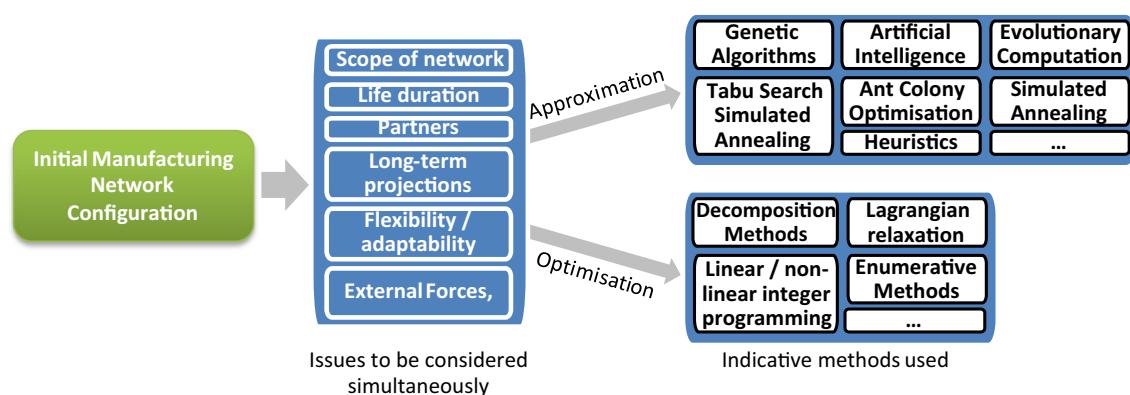 Initial Manufacturing
Network
Configuration
Scope of network
Life duration
Partners
Long-term
projections
Flexibility /
adaptability
External Forces,
Issues to be considered
simultaneously
Approximation
Optimisation
Genetic
Algorithms
Artificial
Intelligence
Evolutionary
Computation
Tabu Search
Simulated
Annealing
Ant Colony
Optimisation
Simulated
Annealing
Heuristics
...
Decomposition
Methods
Lagrangian
relaxation
Linear / non-
linear integer
programming
Enumerative
Methods
...
Indicative methods used